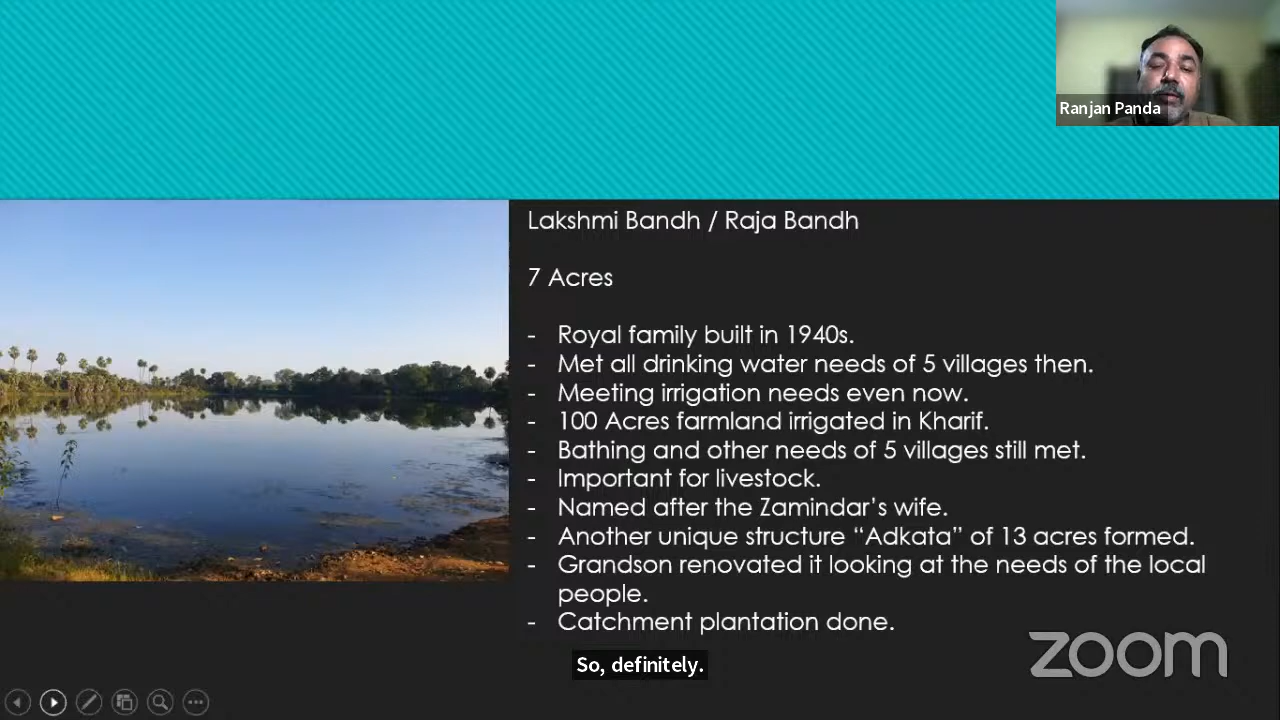 Ranjan Panda
Lakshmi Bandh / Raja Bandh
7 Acres
- Royal family built in 1940s.
- Met all drinking water needs of 5 villages then.
- Meeting irrigation needs even now.
- 100 Acres farmland irrigated in Kharif.
- Bathing and other needs of 5 villages still met.
- Important for livestock.
- Named after the Zamindar's wife.
- Another unique structure “Adkata” of 13 acres formed.
- Grandson renovated it looking at the needs of the local
people.
- Catchment plantation done.
zoom
So, definitely.